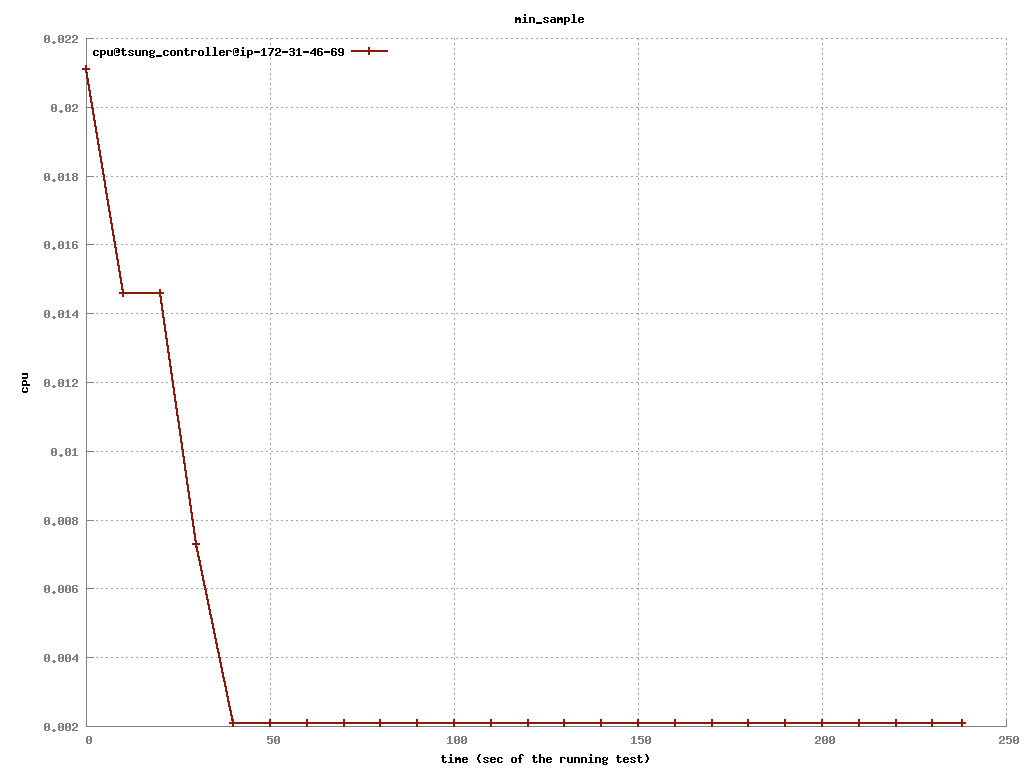 min_sample
cpu@tsung_controller@ip-172-31-46-69
0.022
0.02
0.018
0.016
0.014
0.012
0.01
0.008
0.006
0.004
0.002
cpu
0 50 100 150 200 250
time (sec of the running test)